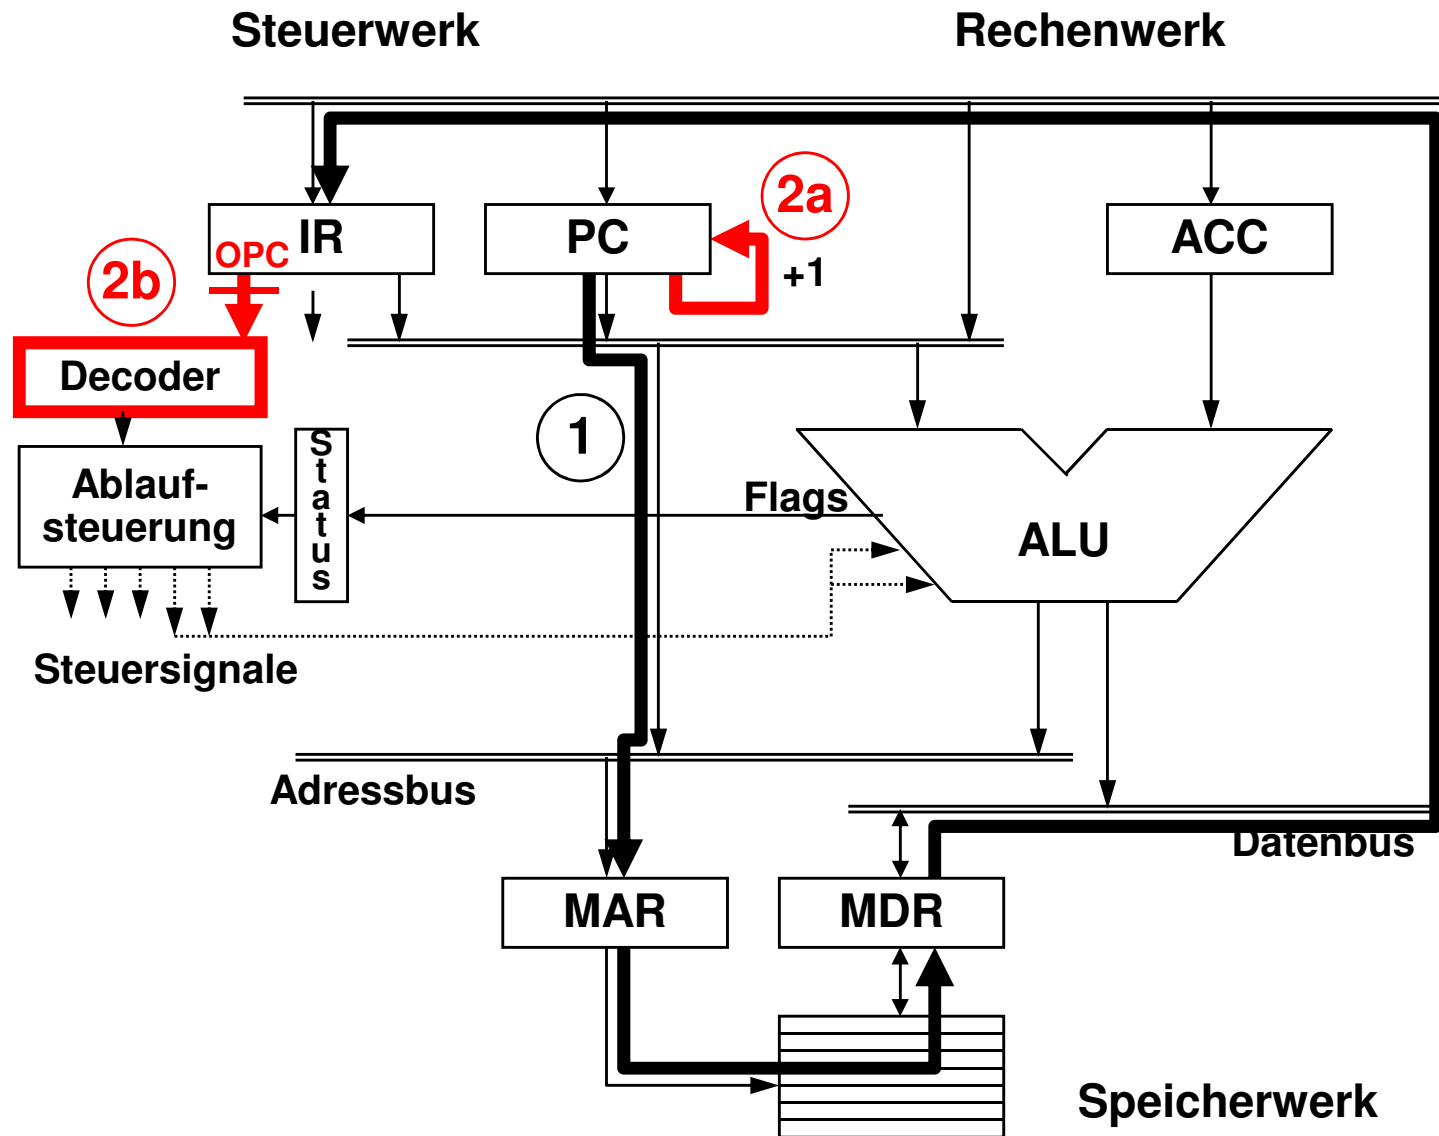 Steuerwerk
Rechenwerk
2a
IR
PC
ACC
OPC
2b
+1
Decoder
1
Status
Ablauf-
steuerung
Flags
ALU
Steuersignale
Adressbus
Datenbus
MAR
MDR
Speicherwerk